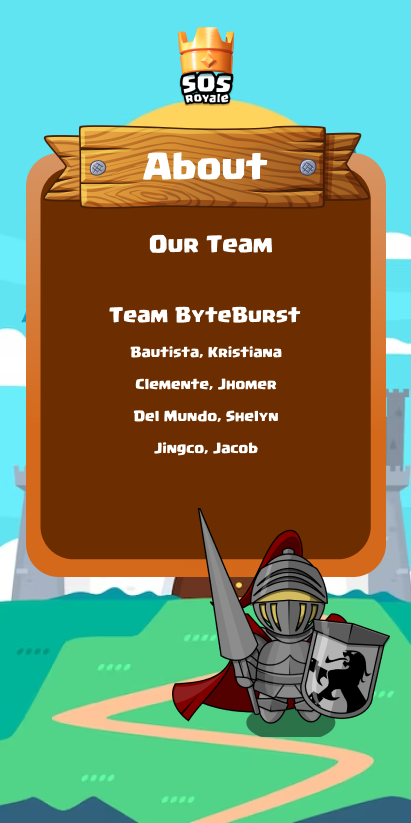 SOS
Royale
About
Our Team
Team ByteBurst
Bautista, Kristiana
Clemente, Jhomer
Del Mundo, Shelyn
Jingco, Jacob